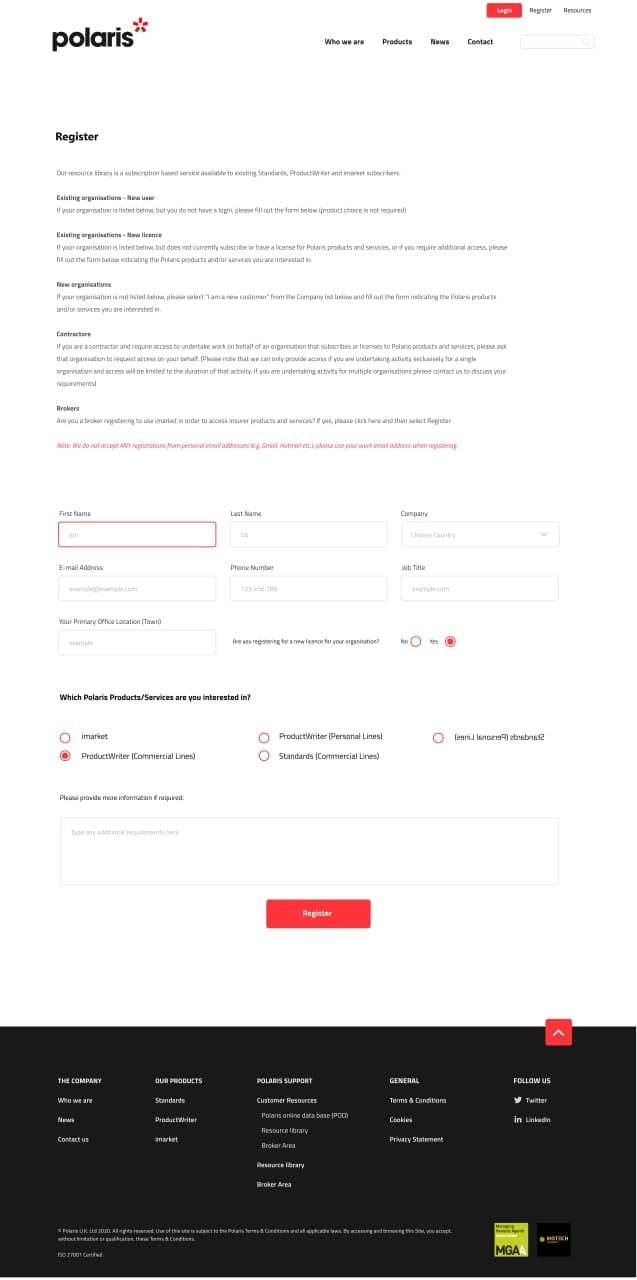 Login Register Resources
polaris
Who we are Products News Contact
Register
Our resource library is a subscription based service available to existing Standards, ProductWriter and imarket subscribers.
Existing organisations - New user
If your organisation is listed below, but you do not have a login, please fill out the form below (product choice is not required)
Existing organisations - New licence
If your organisation is listed below, but does not currently subscribe or have a license for Polaris products and services, or if you require additional access, please
fill out the form below indicating the Polaris products and/or services you are interested in.
New organisations
If your organisation is not listed below, please select "I am a new customer" from the Company list below and fill out the form indicating the Polaris products
and/or services you are interested in.
Contractors
If you are a contractor and require access to undertake work on behalf of an organisation that subscribes or licenses to Polaris products and services, please ask
that organisation to request access on your behalf. (Please note that we can only provide access if you are undertaking activity exclusively for a single
organisation and access will be limited to the duration of that activity. If you are undertaking activity for multiple organisations please contact us to discuss your
requirements)
Brokers
Are you a broker registering to use imarket in order to access insurer products and services? If yes, please click here and then select Register
Note: We do not accept ANY registrations from personal email addresses (e.g. Gmail, Hotmail etc.), please use your work email address when registering.
First Name Last Name Company
Jon Do Choose Country
E-mail Address Phone Number Job Title
example@example.com 123 456 789 example.com
Your Primary Office Location (Town)
example Are you registering for a new licence for your organisation? No Yes
Which Polaris Products/Services are you interested in?
imarket ProductWriter (Personal Lines) Standards (Personal Lines)
ProductWriter (Commercial Lines) Standards (Commercial Lines)
Please provide more information if required:
Type any additional requirements here
Register
THE COMPANY OUR PRODUCTS POLARIS SUPPORT GENERAL FOLLOW US
Who we are Standards Customer Resources Terms & Conditions Twitter
Polaris online data base (POD)
News ProductWriter Cookies LinkedIn
Resource library
Contact us imarket Privacy Statement
Broker Area
Resource library
Broker Area
© Polaris U.K. Ltd 2020. All rights reserved. Use of this site is subject to the Polaris Terms & Conditions and all applicable laws. By accessing and browsing this Site, you accept,
without limitation or qualification, these Terms & Conditions.
ISO 27001 Certified
Managing
General Agents
MGAA
INSTECH